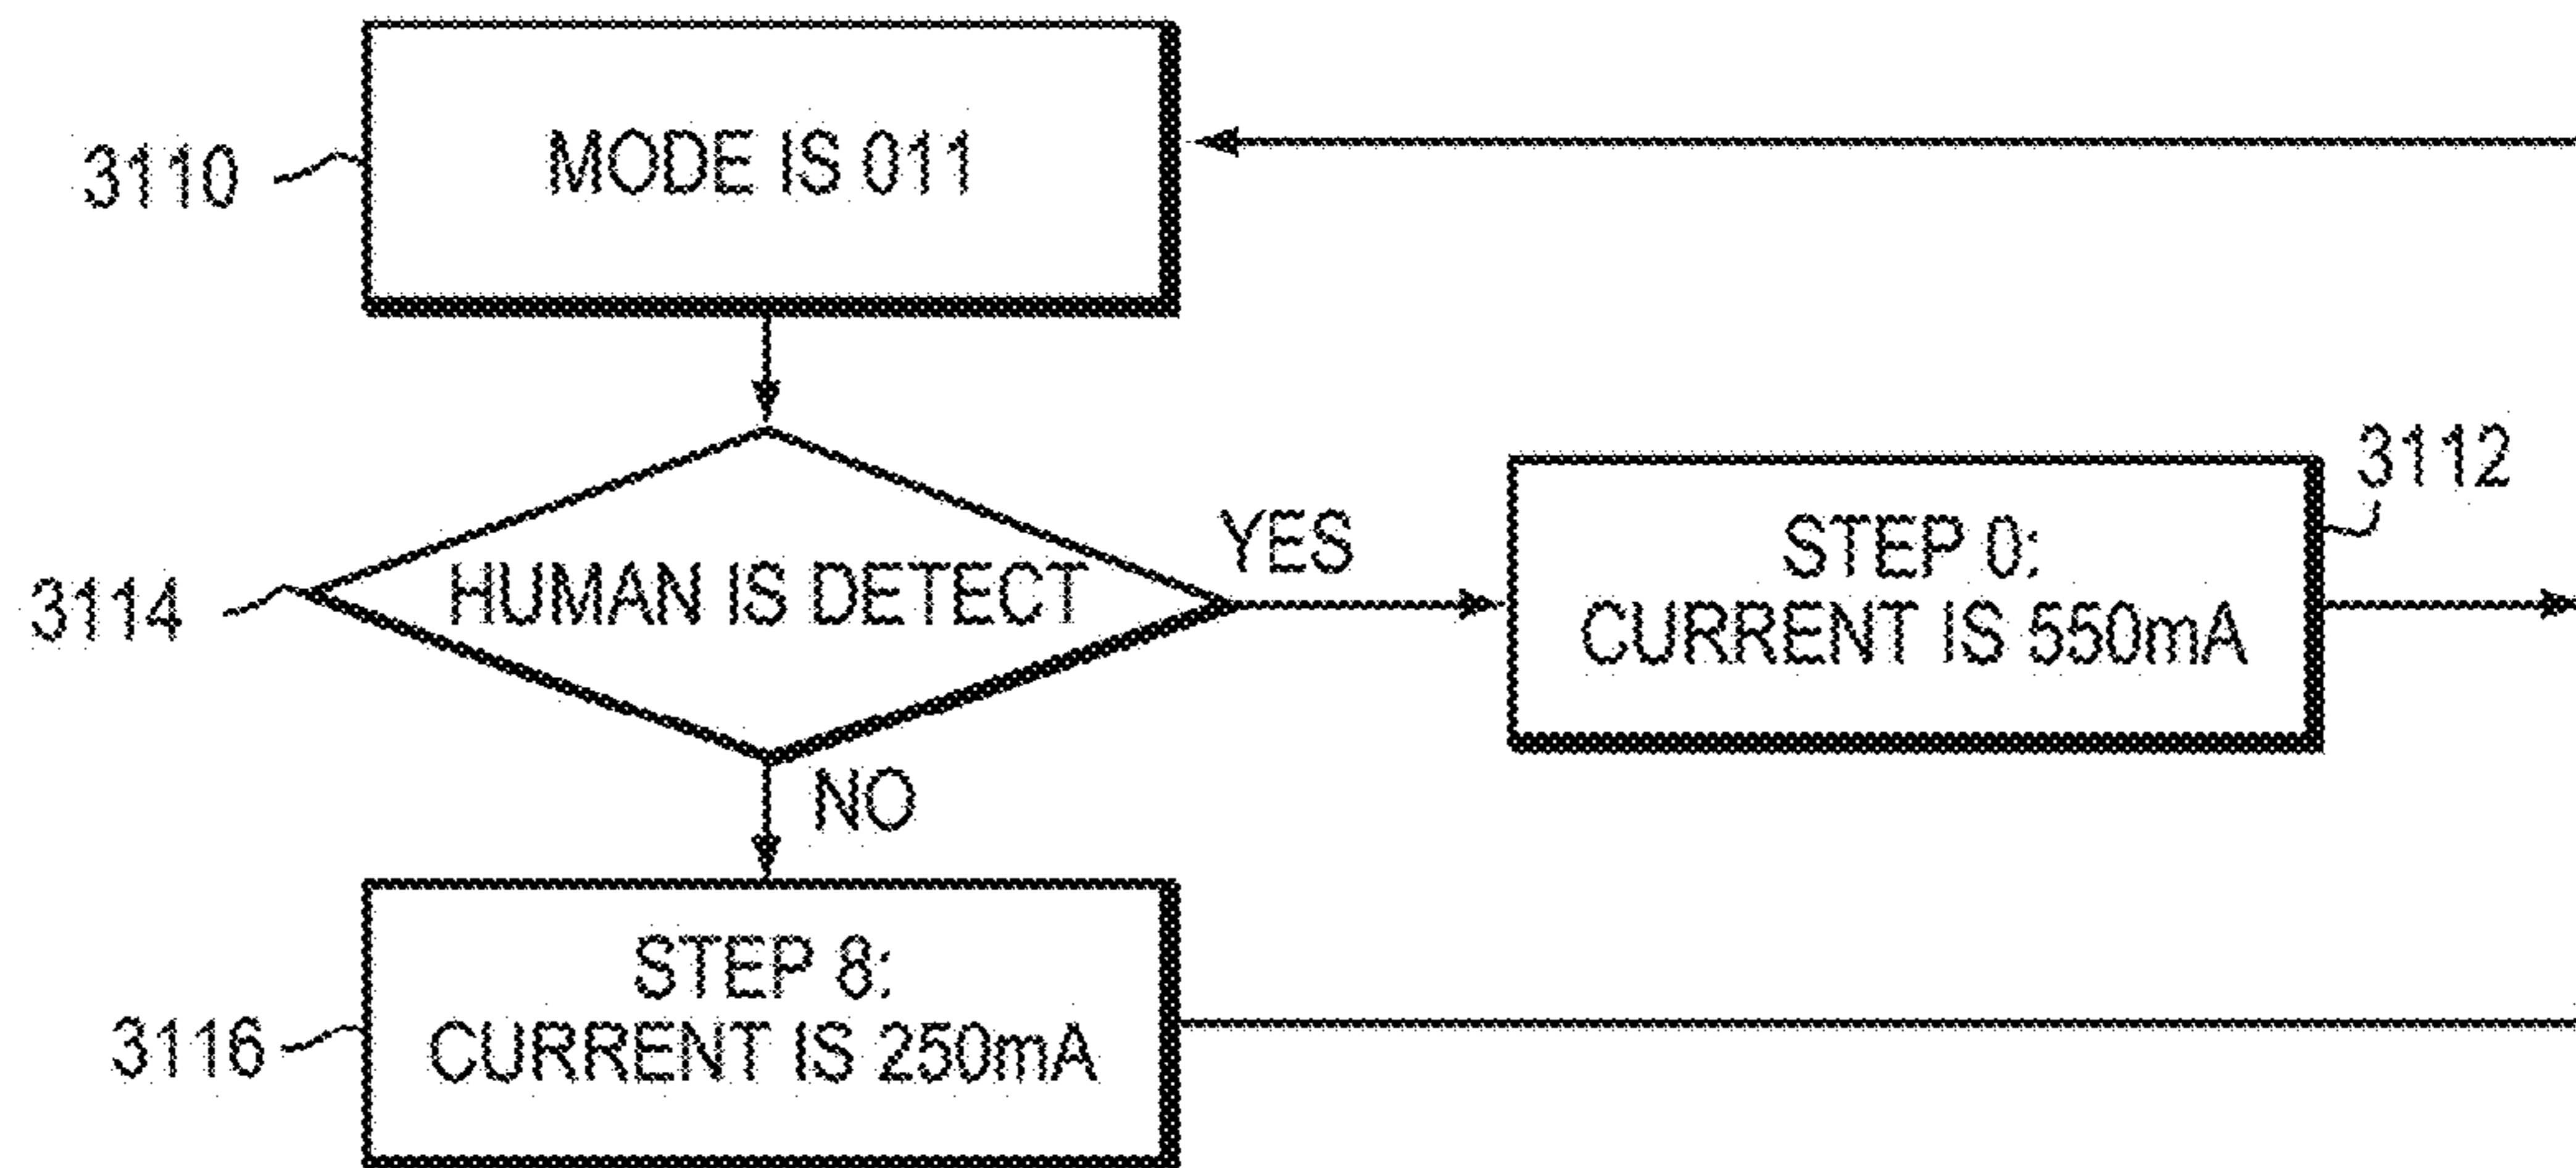 3110
MODE IS 011
3114
HUMAN IS DETECT
YES
3112
STEP 0:
CURRENT IS 550mA
NO
3116
STEP 8:
CURRENT IS 250mA